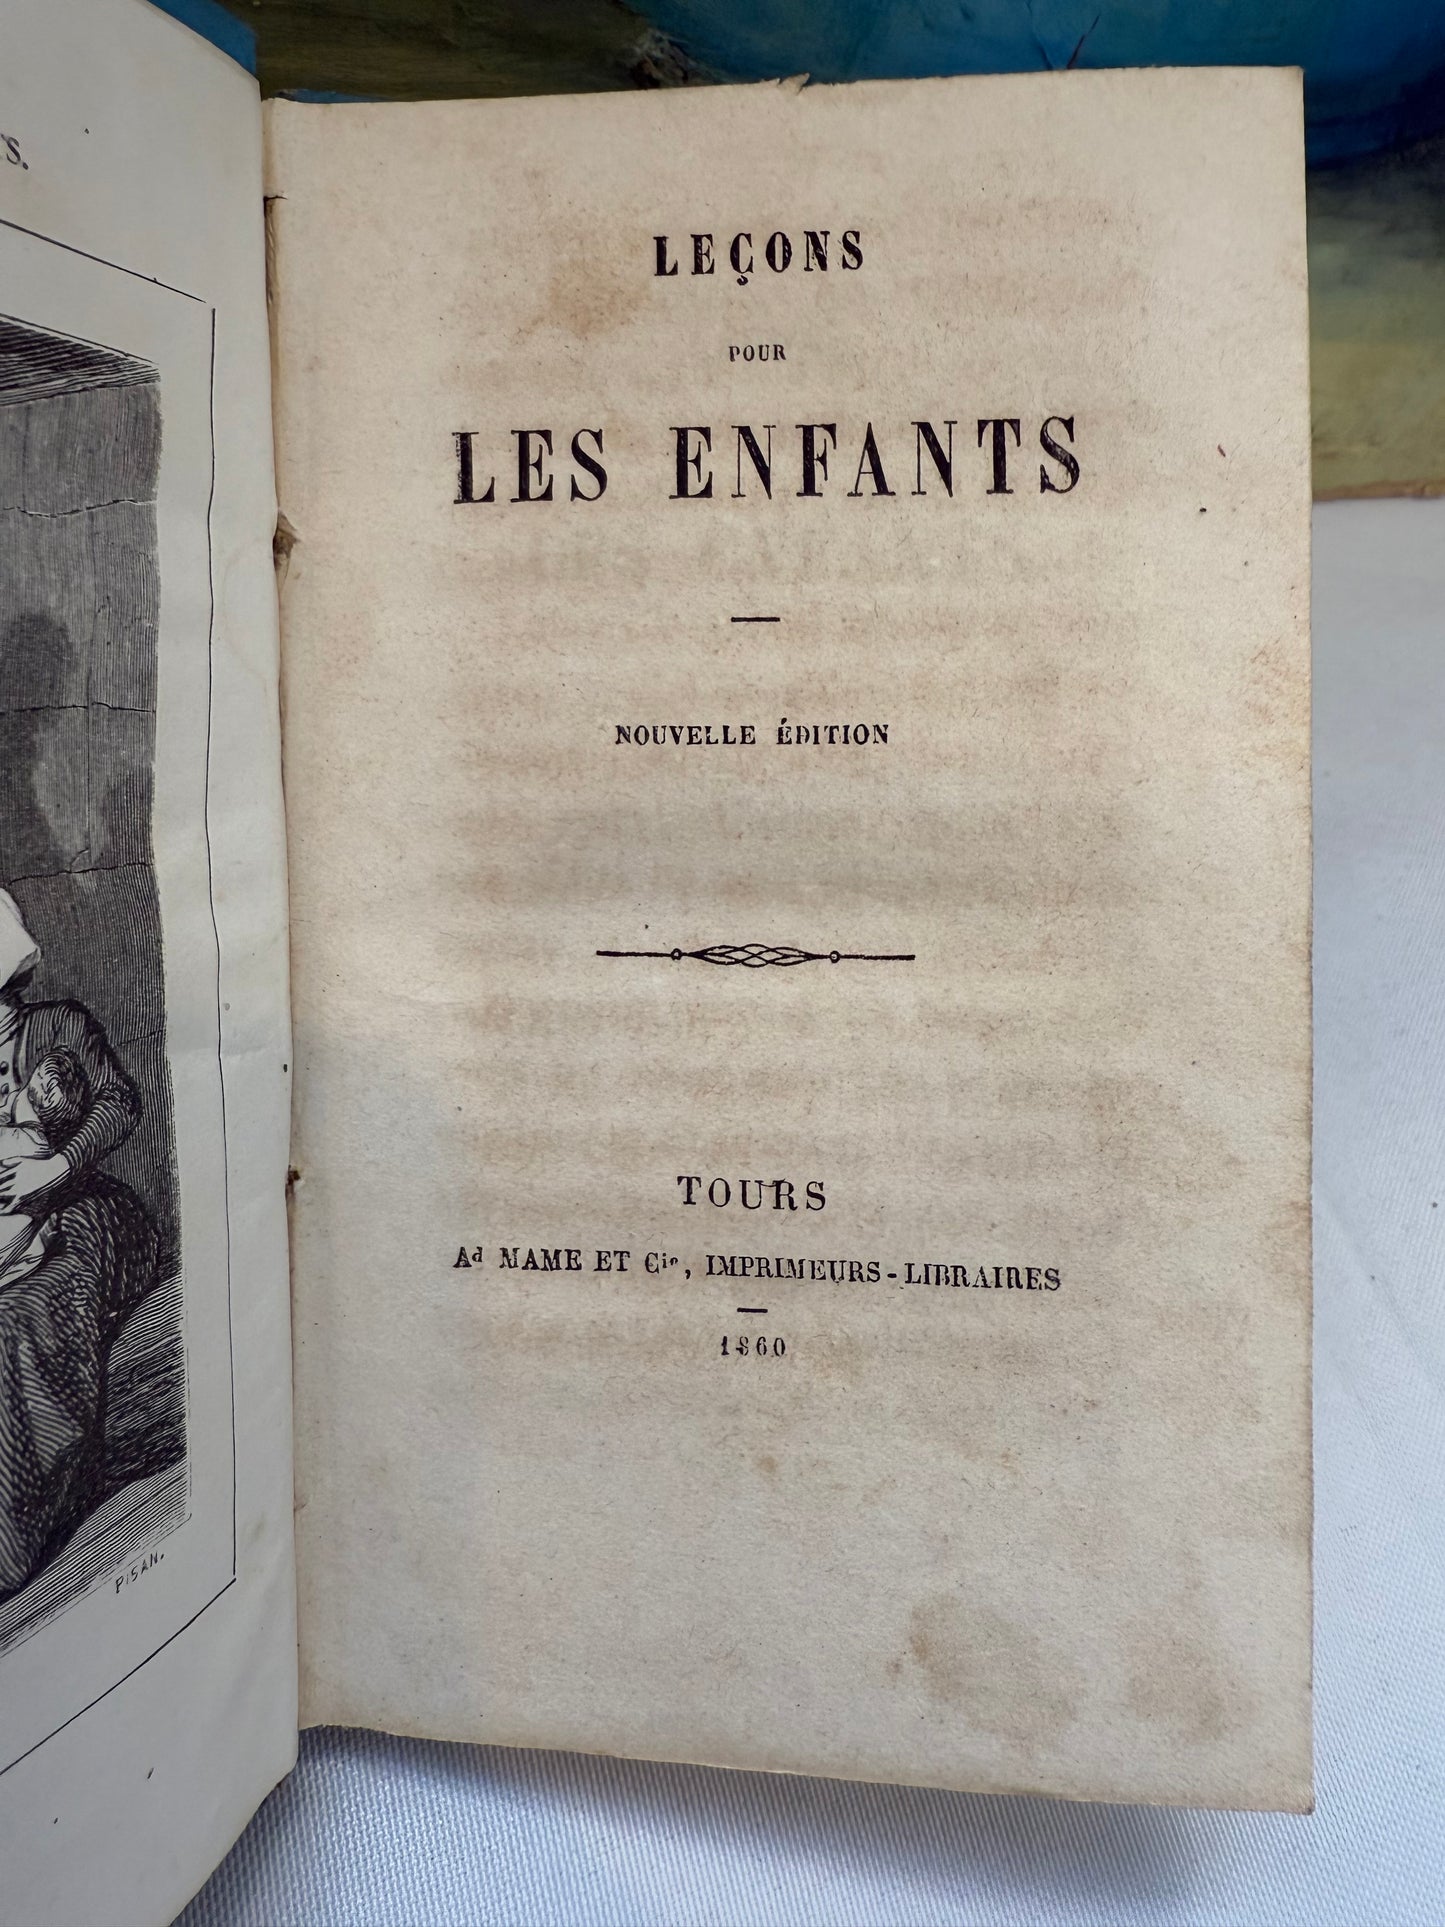 S.
PISAN.
LEÇONS
POUR
LES ENFANTS
NOUVELLE ÉDITION
TOURS
Ad MAME ET Cie, IMPRIMEURS-LIBRAIRES
1860